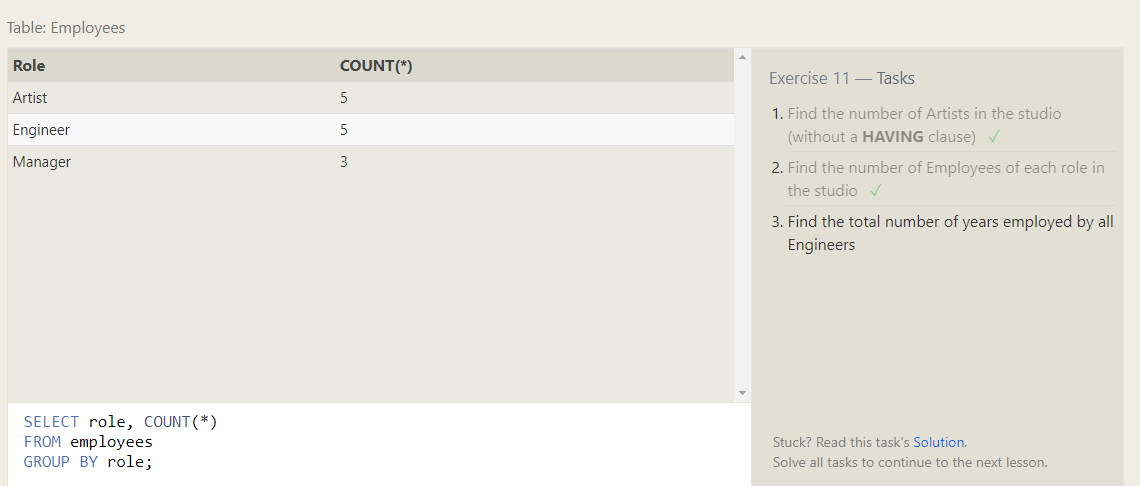 Table: Employees
Role COUNT(*)
Artist 5
Engineer 5
Manager 3
SELECT role, COUNT(*)
FROM employees
GROUP BY role;
Exercise 11 — Tasks
1. Find the number of Artists in the studio
(without a HAVING clause) ✓
2. Find the number of Employees of each role in
the studio ✓
3. Find the total number of years employed by all
Engineers
Stuck? Read this task's Solution.
Solve all tasks to continue to the next lesson.